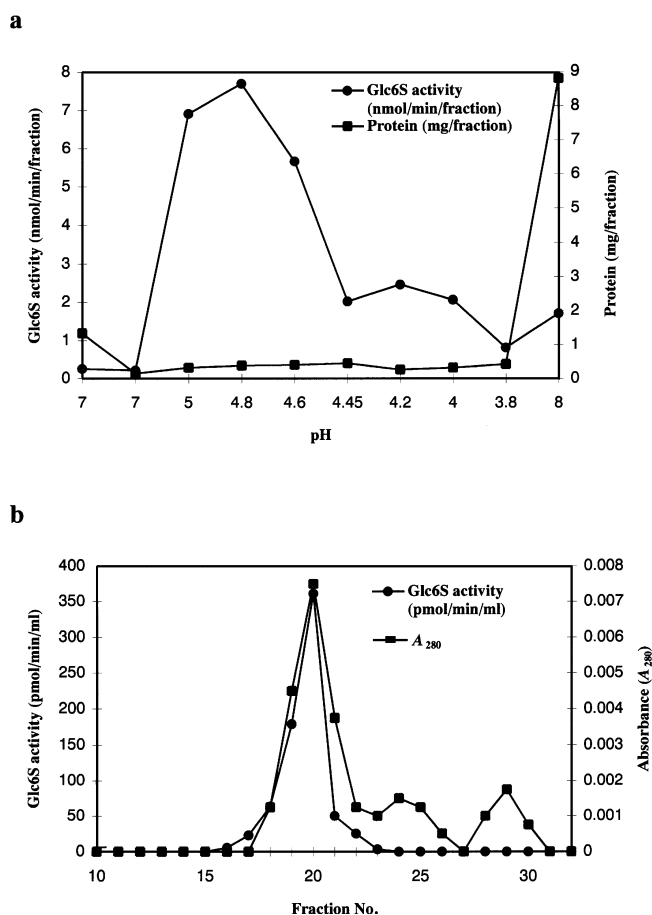 a
8
7
6
5
4
3
2
1
0
Glc6S activity (nmol/min/fraction)
Glc6S activity
(nmol/min/fraction)
Protein (mg/fraction)
9
8
7
6
5
4
3
2
1
0
Protein (mg/fraction)
7 7 5 4.8 4.6 4.45 4.2 4 3.8 8
pH
b
400
350
300
250
200
150
100
50
0
Glc6S activity (pmol/min/ml)
Glc6S activity
(pmol/min/ml)
A280
0.008
0.007
0.006
0.005
0.004
0.003
0.002
0.001
0
Absorbance (A280)
10 15 20 25 30
Fraction No.